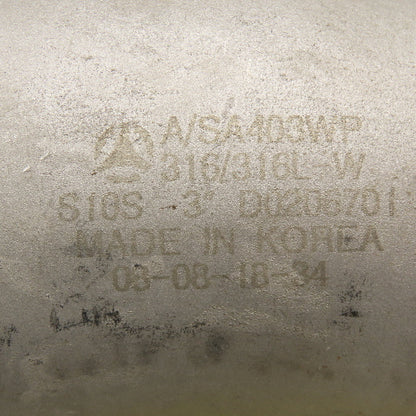 A/SA403WP
316/316L-W
S10S 3" D0206701
MADE IN KOREA
03-08-18-34